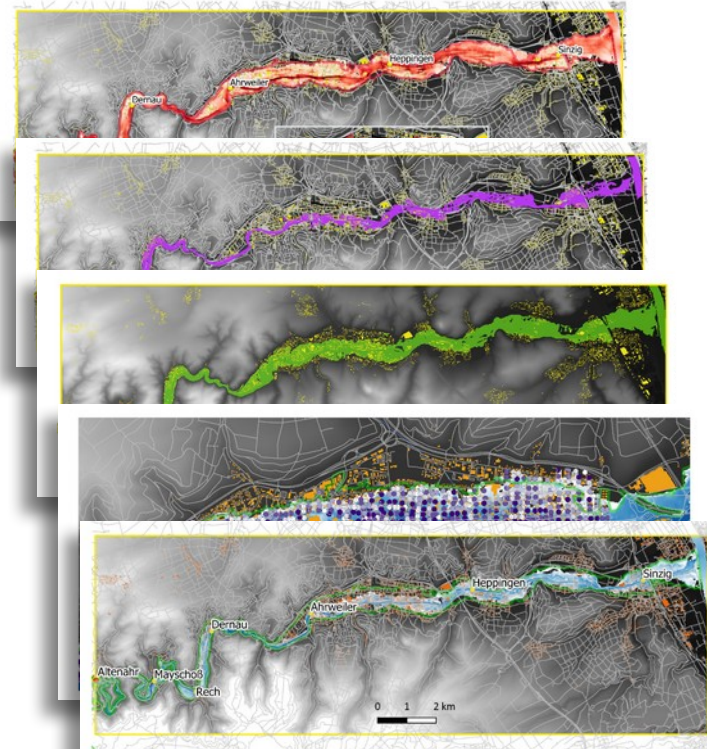 Sinzig
Heppingen
Ahrweiler
Dernau
Sinzig
Heppingen
Ahrweiler
Dernau
Altenahr
Mayschoß
Rech
0 1 2 km